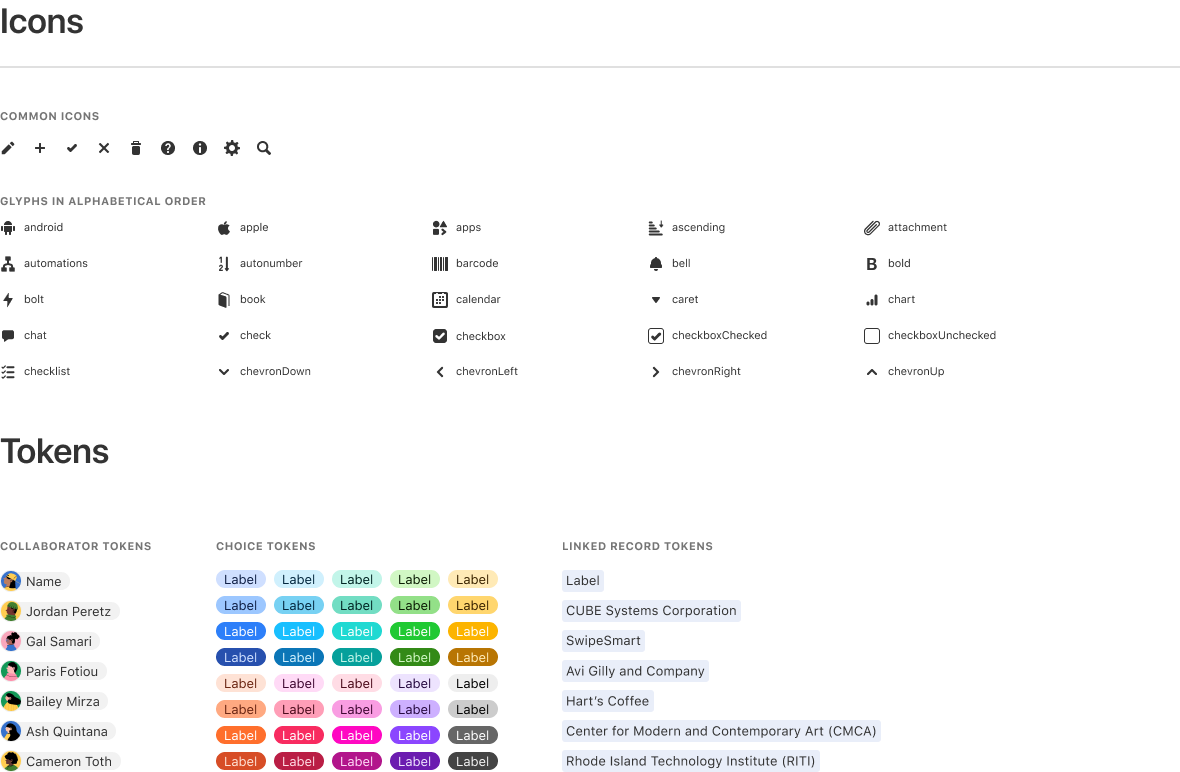 Icons
COMMON ICONS
GLYPHS IN ALPHABETICAL ORDER
android apple apps ascending attachment
automations autonumber barcode bell bold
bolt book calendar caret chart
chat check checkbox checkboxChecked checkboxUnchecked
checklist chevronDown chevronLeft chevronRight chevronUp
Tokens
COLLABORATOR TOKENS CHOICE TOKENS LINKED RECORD TOKENS
Name
Jordan Peretz
Gal Samari
Paris Fotiou
Bailey Mirza
Ash Quintana
Cameron Toth
Label Label Label Label Label
Label Label Label Label Label
Label Label Label Label Label
Label Label Label Label Label
Label Label Label Label Label
Label Label Label Label Label
Label Label Label Label Label
Label Label Label Label Label
Label
CUBE Systems Corporation
SwipeSmart
Avi Gilly and Company
Hart's Coffee
Center for Modern and Contemporary Art (CMCA)
Rhode Island Technology Institute (RITI)